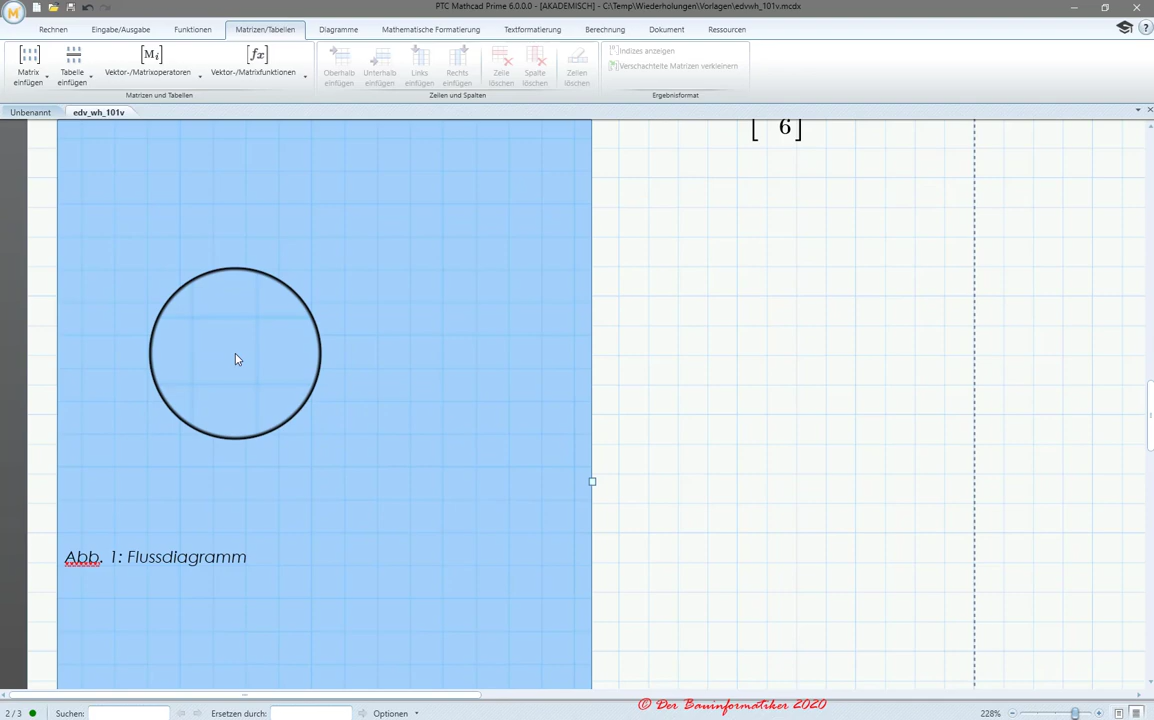 PTC Mathcad Prime 6.0.0.0 - [AKADEMISCH] - C:\Temp\Wiederholungen\Vorlagen\edvwh_101v.mcdx
Rechnen Eingabe/Ausgabe Funktionen Matrizen/Tabellen Diagramme Mathematische Formatierung Textformatierung Berechnung Dokument Ressourcen
Matrix einfügen
Tabelle einfügen
Vektor-/Matrixoperatoren
Vektor-/Matrixfunktionen
Oberhalb einfügen
Unterhalb einfügen
Links einfügen
Rechts einfügen
Zeile löschen
Spalte löschen
Zellen löschen
Indizes anzeigen
Verschachtelte Matrizen verkleinern
Matrizen und Tabellen Zeilen und Spalten Ergebnisformat
Unbenannt edv_wh_101v
[ 6 ]
Abb. 1: Flussdiagramm
© Der Bauinformatiker 2020
2 / 3 Suchen: Ersetzen durch: Optionen 228%